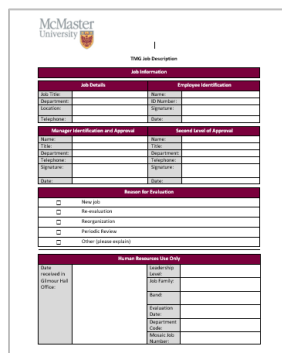 McMaster
University
TMG Job Description
Job Information
Job Details Employee Identification
Job Title: Name:
Department: ID Number:
Location: Signature:
Telephone: Date:
Manager Identification and Approval Second Level of Approval
Name: Name:
Title: Title:
Department: Department:
Telephone: Telephone:
Signature: Signature:
Date: Date:
Reason for Evaluation
New job
Re-evaluation
Reorganization
Periodic Review
Other (please explain)
Human Resources Use Only
Date received in Gilmour Hall Office:
Leadership Level:
Job Family:
Band:
Evaluation Date:
Department Code:
Mosaic Job Number: